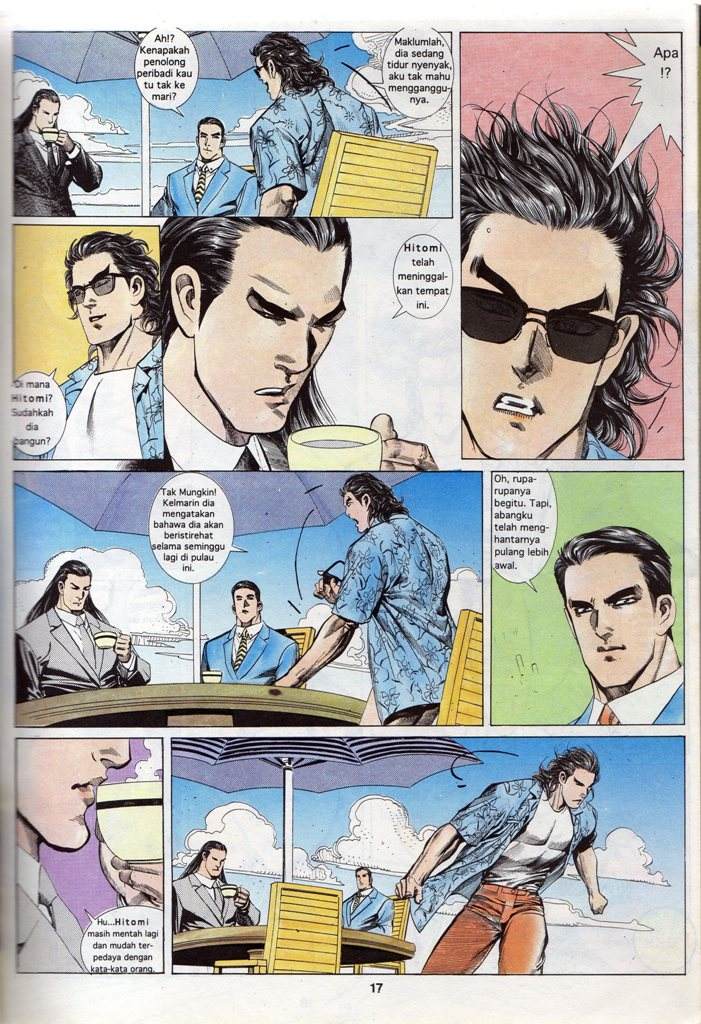 Ah!?
Kenapakah
penolong
peribadi kau
tu tak ke
mari?
Maklumlah,
dia sedang
tidur nyenyak,
aku tak mahu
mengganggu-
nya.
Apa
!?
Di mana
Hitomi?
Sudahkah
dia
bangun?
Hitomi
telah
meninggal-
kan tempat
ini.
Tak Mungkin!
Kelmarin dia
mengatakan
bahawa dia akan
beristirehat
selama seminggu
lagi di pulau
ini.
Oh, rupa-
rupanya
begitu. Tapi,
abangku
telah meng-
hantarnya
pulang lebih
awal.
Hu...Hitomi
masih mentah lagi
dan mudah ter-
pedaya dengan
kata-kata orang.
17